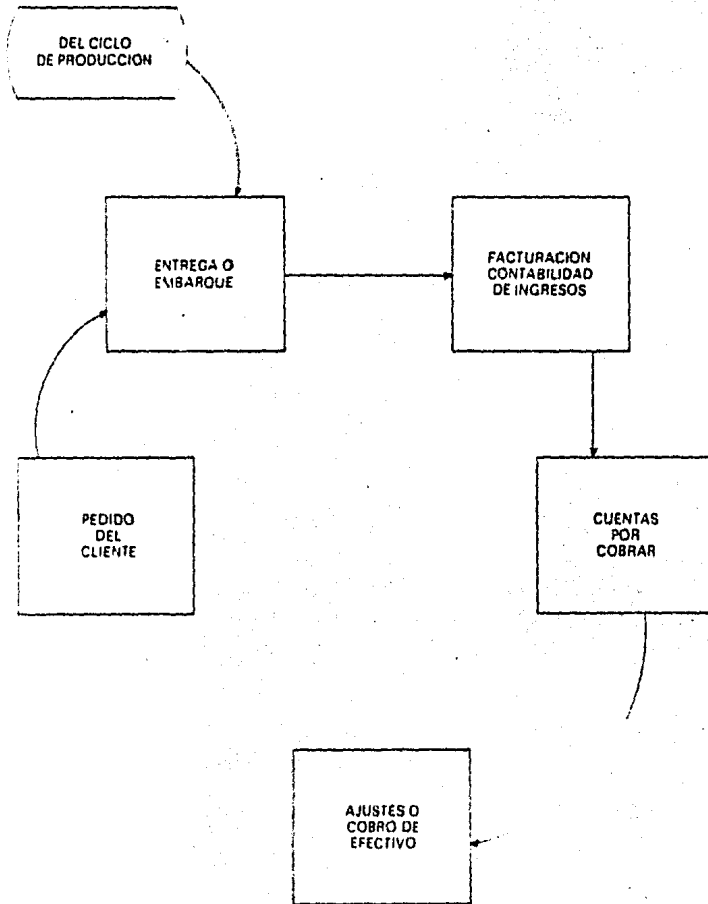 DEL CICLO
DE PRODUCCION
ENTREGA O
EMBARQUE
FACTURACION
CONTABILIDAD
DE INGRESOS
PEDIDO
DEL
CLIENTE
CUENTAS
POR
COBRAR
AJUSTES O
COBRO DE
EFECTIVO